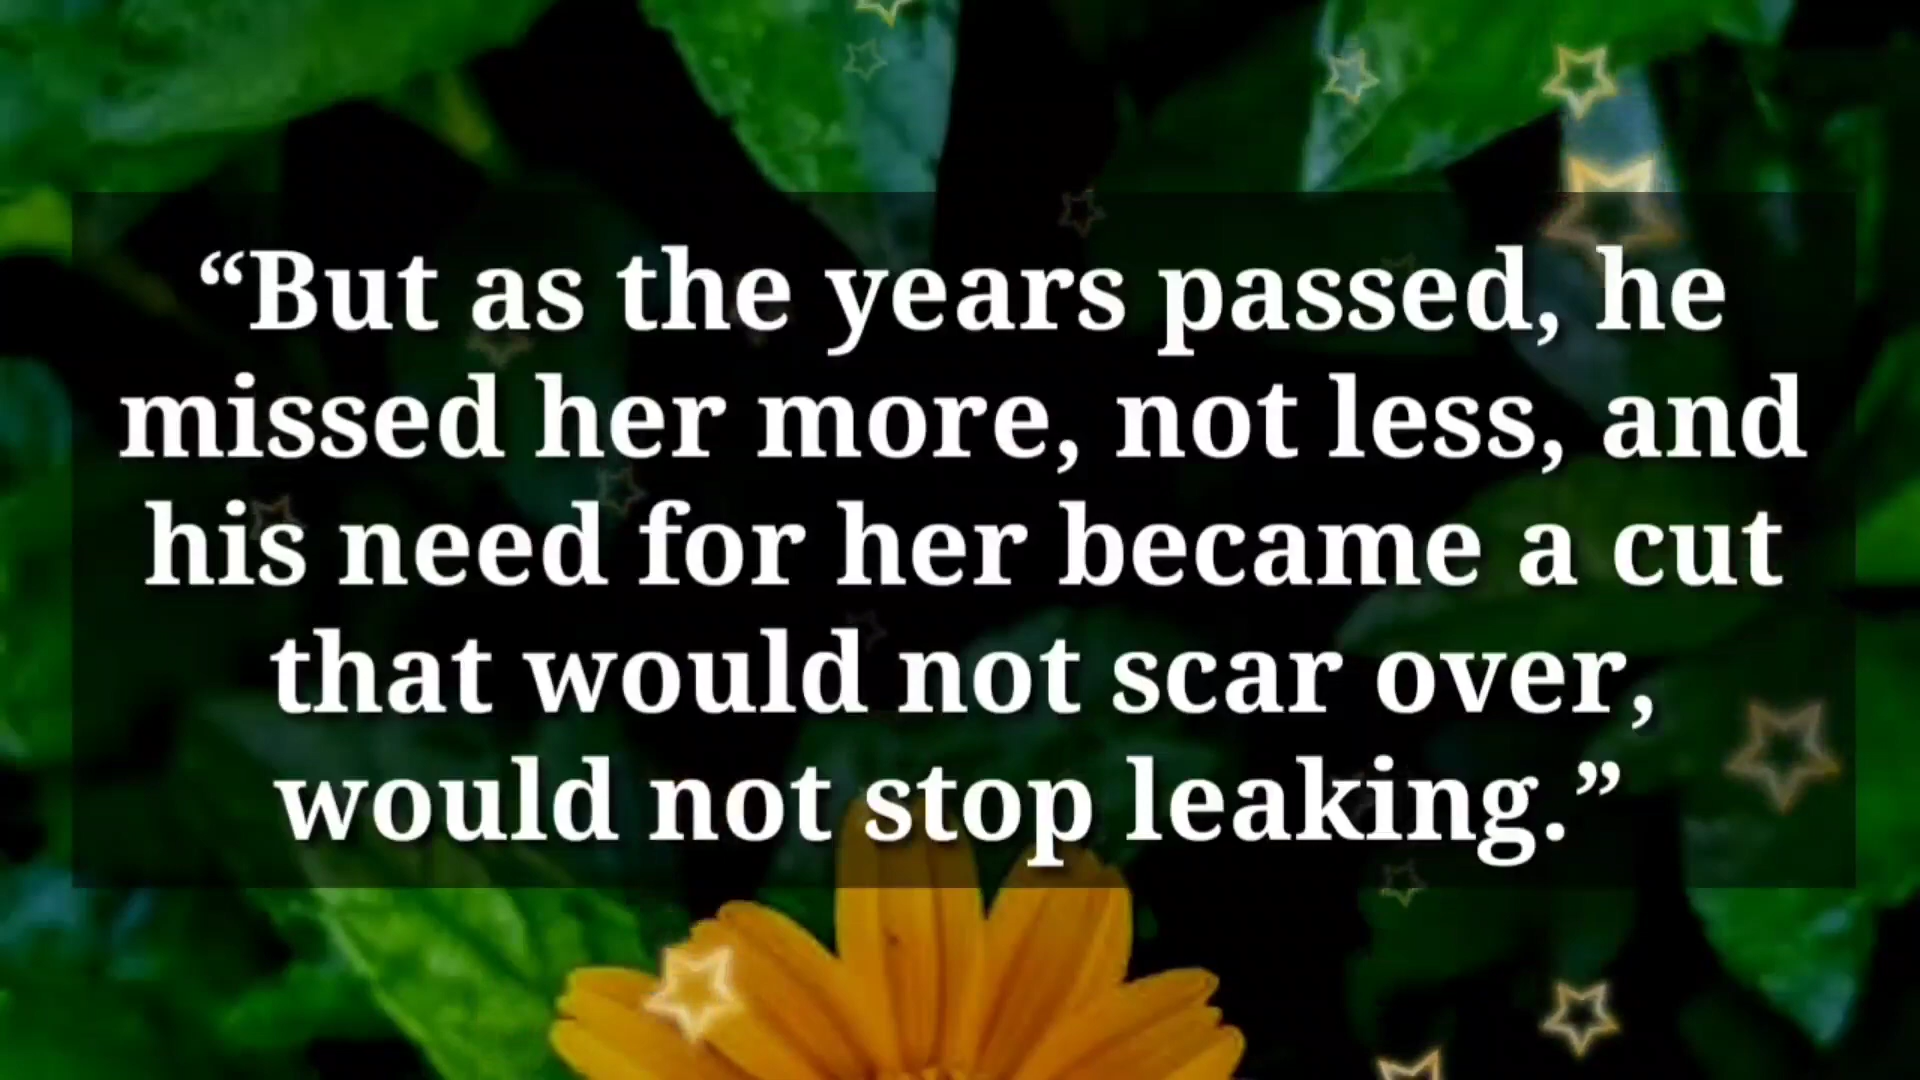 “But as the years passed, he
missed her more, not less, and
his need for her became a cut
that would not scar over,
would not stop leaking.”